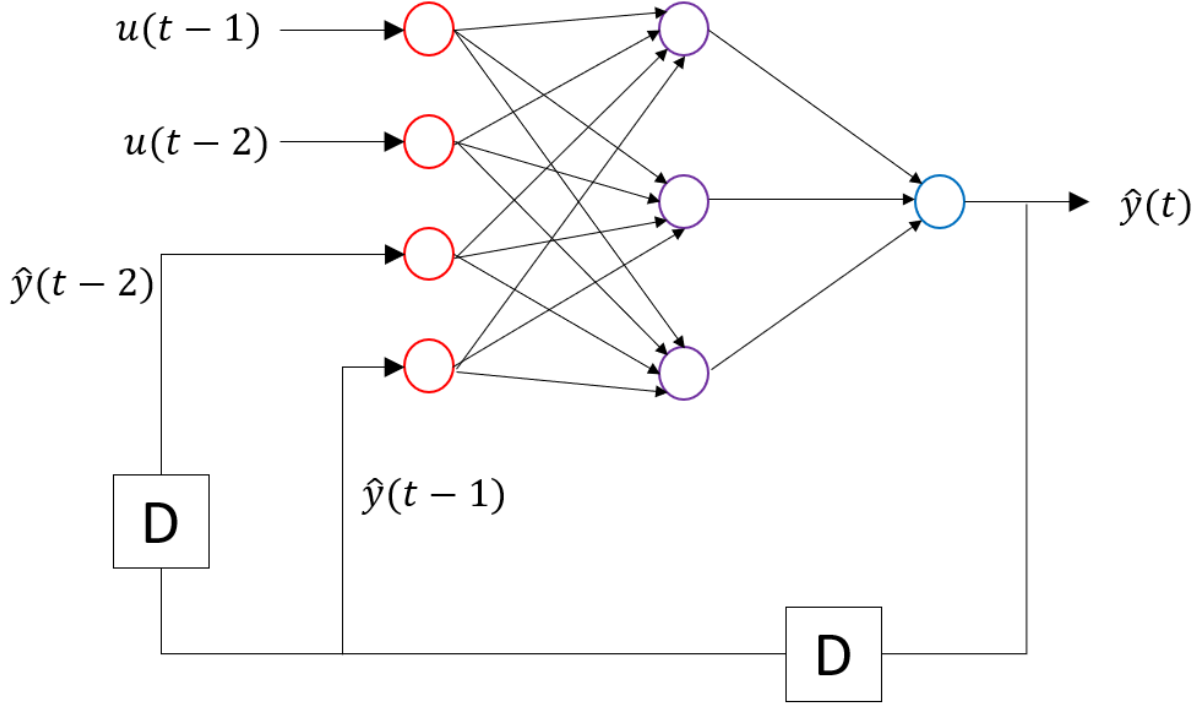 u(t − 1)
u(t − 2)
ŷ(t)
ŷ(t − 2)
ŷ(t − 1)
D
D